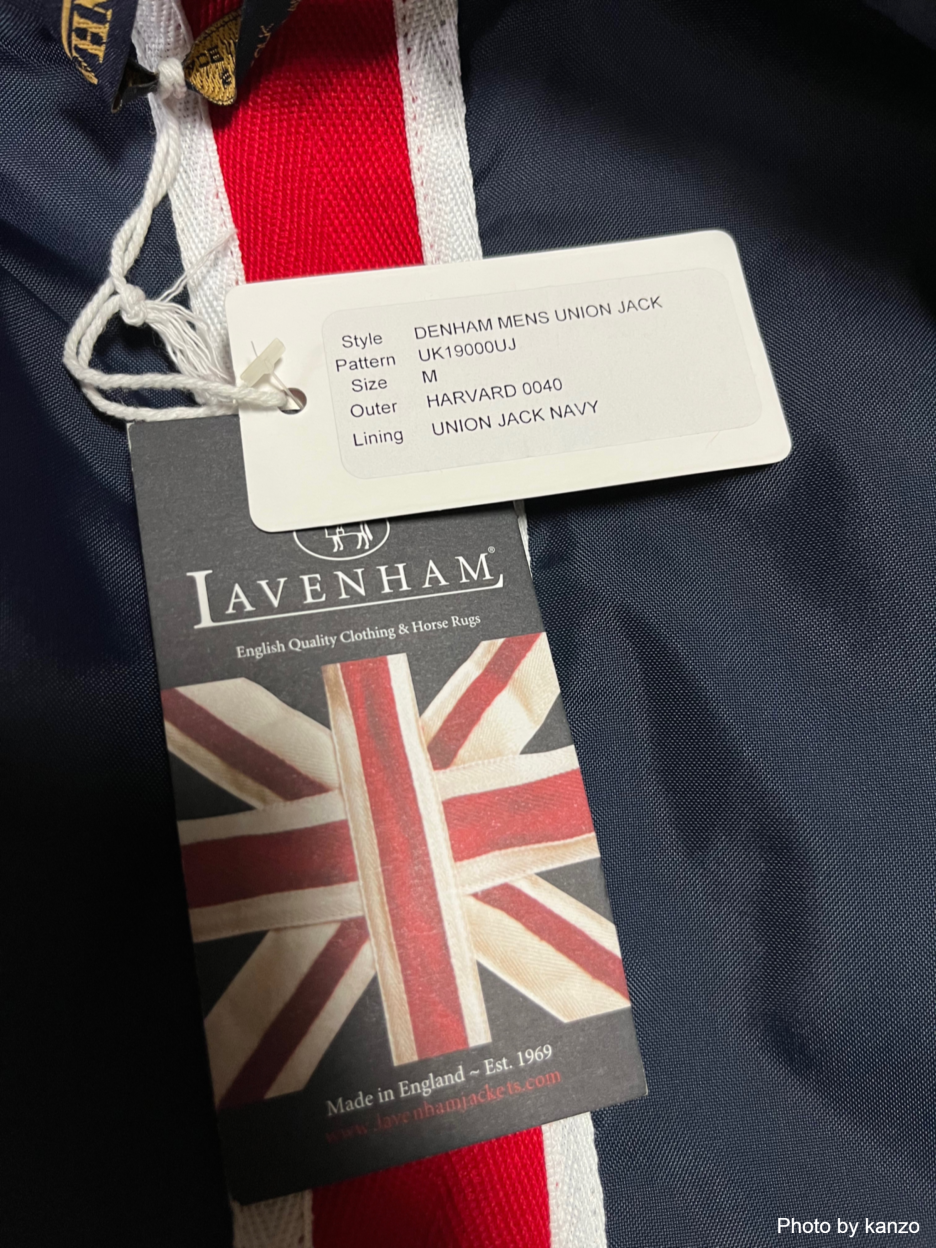 Style DENHAM MENS UNION JACK
Pattern UK19000UJ
Size M
Outer HARVARD 0040
Lining UNION JACK NAVY
LAVENHAM®
English Quality Clothing & Horse Rugs
Made in England ~ Est. 1969
www.lavenhamjackets.com
Photo by kanzo